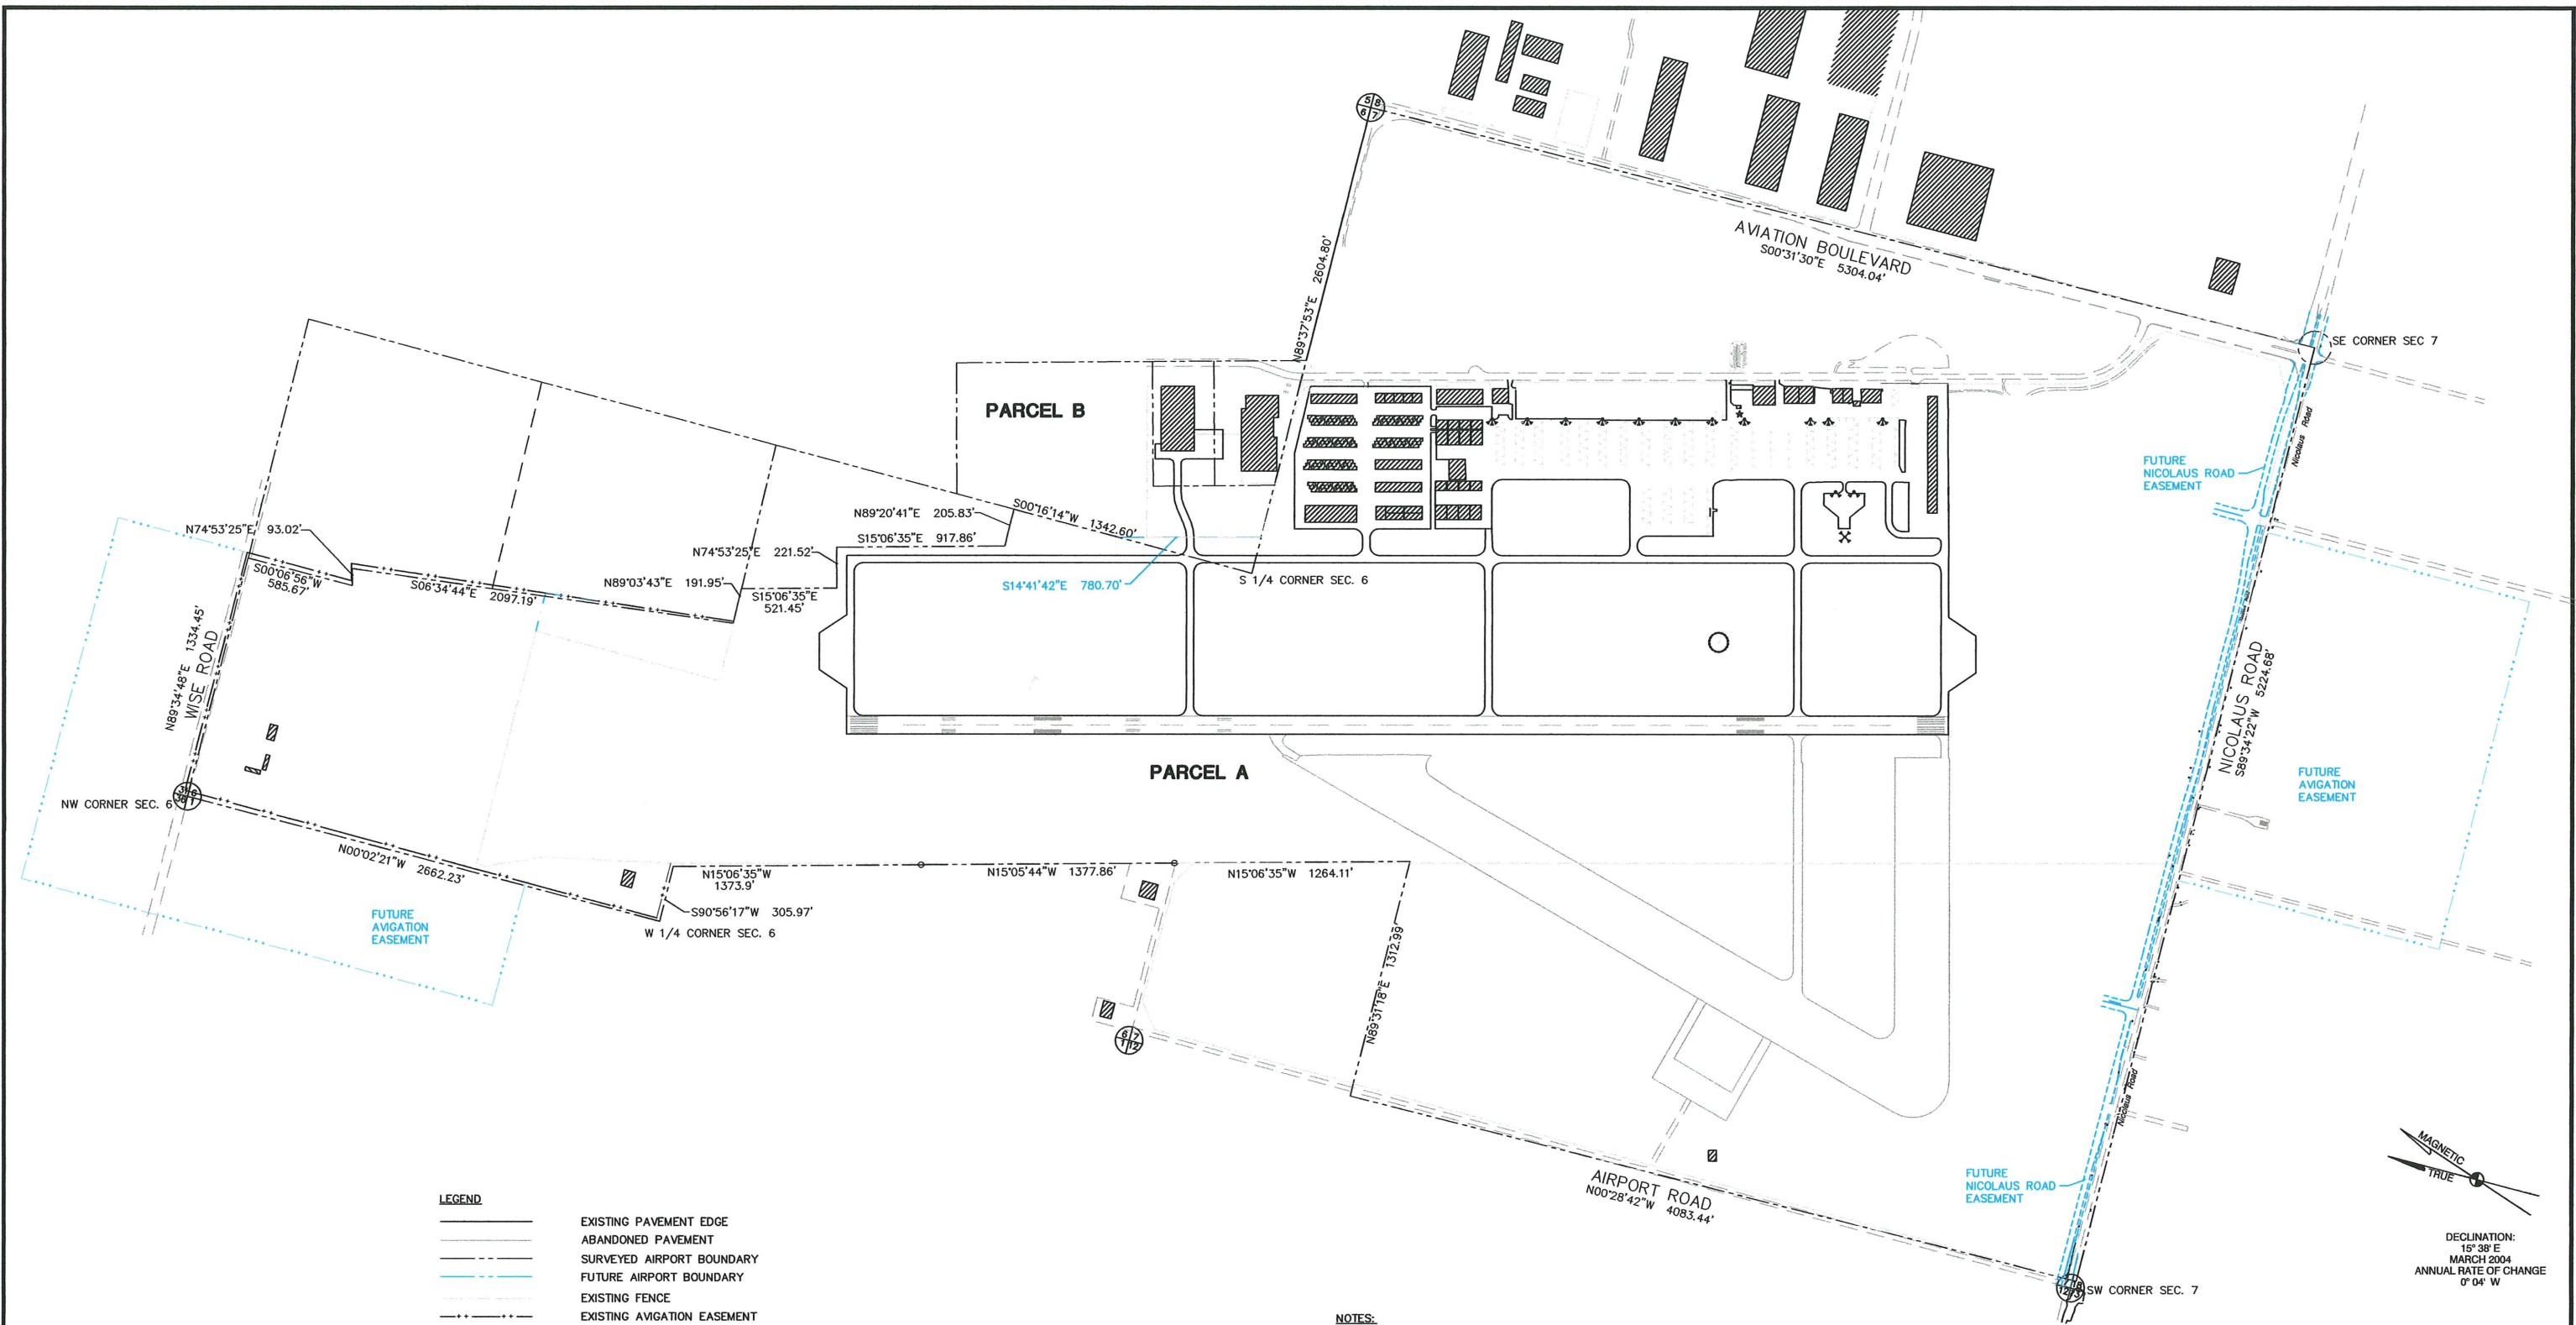 5 8
6 7
AVIATION BOULEVARD
S00°31'30"E 5304.04'
N89°37'53"E 2604.80'
SE CORNER SEC 7
Nicolaus Road
FUTURE
NICOLAUS ROAD
EASEMENT
PARCEL B
N89°20'41"E 205.83'
S00°16'14"W 1342.60'
S15°06'35"E 917.86'
N74°53'25"E 93.02'
N74°53'25"E 221.52'
N89°03'43"E 191.95'
S00°06'56"W
585.67'
S06°34'44"E 2097.19'
S15°06'35"E
521.45'
S14°41'42"E 780.70'
S 1/4 CORNER SEC. 6
N89°34'48"E 1334.45'
WISE ROAD
NICOLAUS ROAD
S89°34'22"W 5224.68'
PARCEL A
FUTURE
AVIGATION
EASEMENT
NW CORNER SEC. 6
N00°02'21"W 2662.23'
N15°06'35"W
1373.9'
N15°05'44"W 1377.86'
N15°06'35"W 1264.11'
S90°56'17"W 305.97'
W 1/4 CORNER SEC. 6
FUTURE
AVIGATION
EASEMENT
N89°31'18"E 1312.99'
6 7
1 12
Nicolaus Road
AIRPORT ROAD
N00°28'42"W 4083.44'
FUTURE
NICOLAUS ROAD
EASEMENT
MAGNETIC
TRUE
DECLINATION:
15° 38' E
MARCH 2004
ANNUAL RATE OF CHANGE
0° 04' W
SW CORNER SEC. 7
LEGEND
EXISTING PAVEMENT EDGE
ABANDONED PAVEMENT
SURVEYED AIRPORT BOUNDARY
FUTURE AIRPORT BOUNDARY
EXISTING FENCE
EXISTING AVIGATION EASEMENT
NOTES: